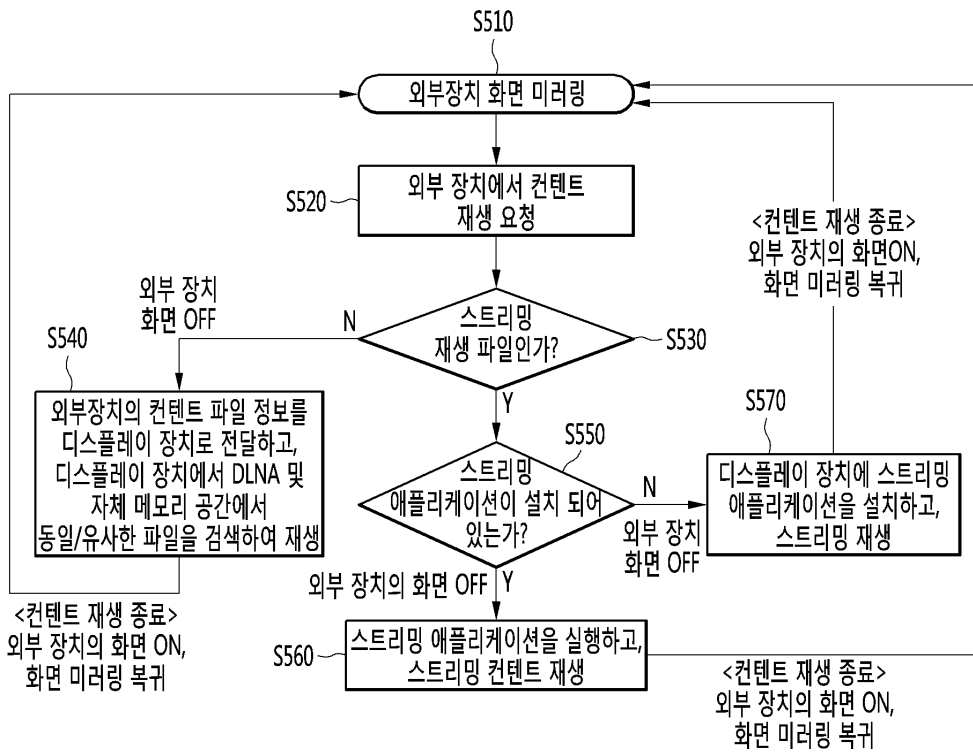 S510
외부장치 화면 미러링
S520
외부 장치에서 컨텐트
재생 요청
<컨텐트 재생 종료>
외부 장치의 화면ON,
화면 미러링 복귀
외부 장치
화면 OFF
N
스트리밍
재생 파일인가?
S530
Y
S540
외부장치의 컨텐트 파일 정보를
디스플레이 장치로 전달하고,
디스플레이 장치에서 DLNA 및
자체 메모리 공간에서
동일/유사한 파일을 검색하여 재생
S550
스트리밍
애플리케이션이 설치 되어
있는가?
N
외부 장치
화면 OFF
S570
디스플레이 장치에 스트리밍
애플리케이션을 설치하고,
스트리밍 재생
외부 장치의 화면 OFF
Y
<컨텐트 재생 종료>
외부 장치의 화면 ON,
화면 미러링 복귀
S560
스트리밍 애플리케이션을 실행하고,
스트리밍 컨텐트 재생
<컨텐트 재생 종료>
외부 장치의 화면 ON,
화면 미러링 복귀